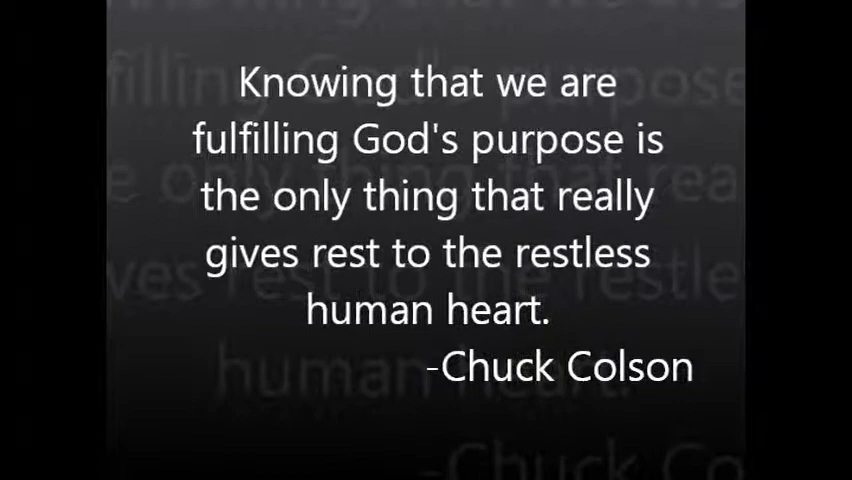 Knowing that we are
fulfilling God's purpose is
the only thing that really
gives rest to the restless
human heart.
-Chuck Colson